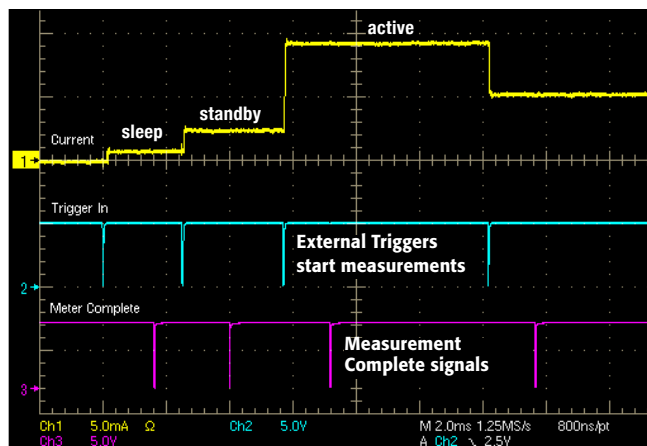 active
standby
sleep
Current
1
Trigger In
External Triggers
start measurements
2
Meter Complete
Measurement
Complete signals
3
Ch1 5.0mA Ω Ch2 5.0V M 2.0ms 1.25MS/s 800ns/pt
Ch3 5.0V A Ch2 ↘ 2.5V